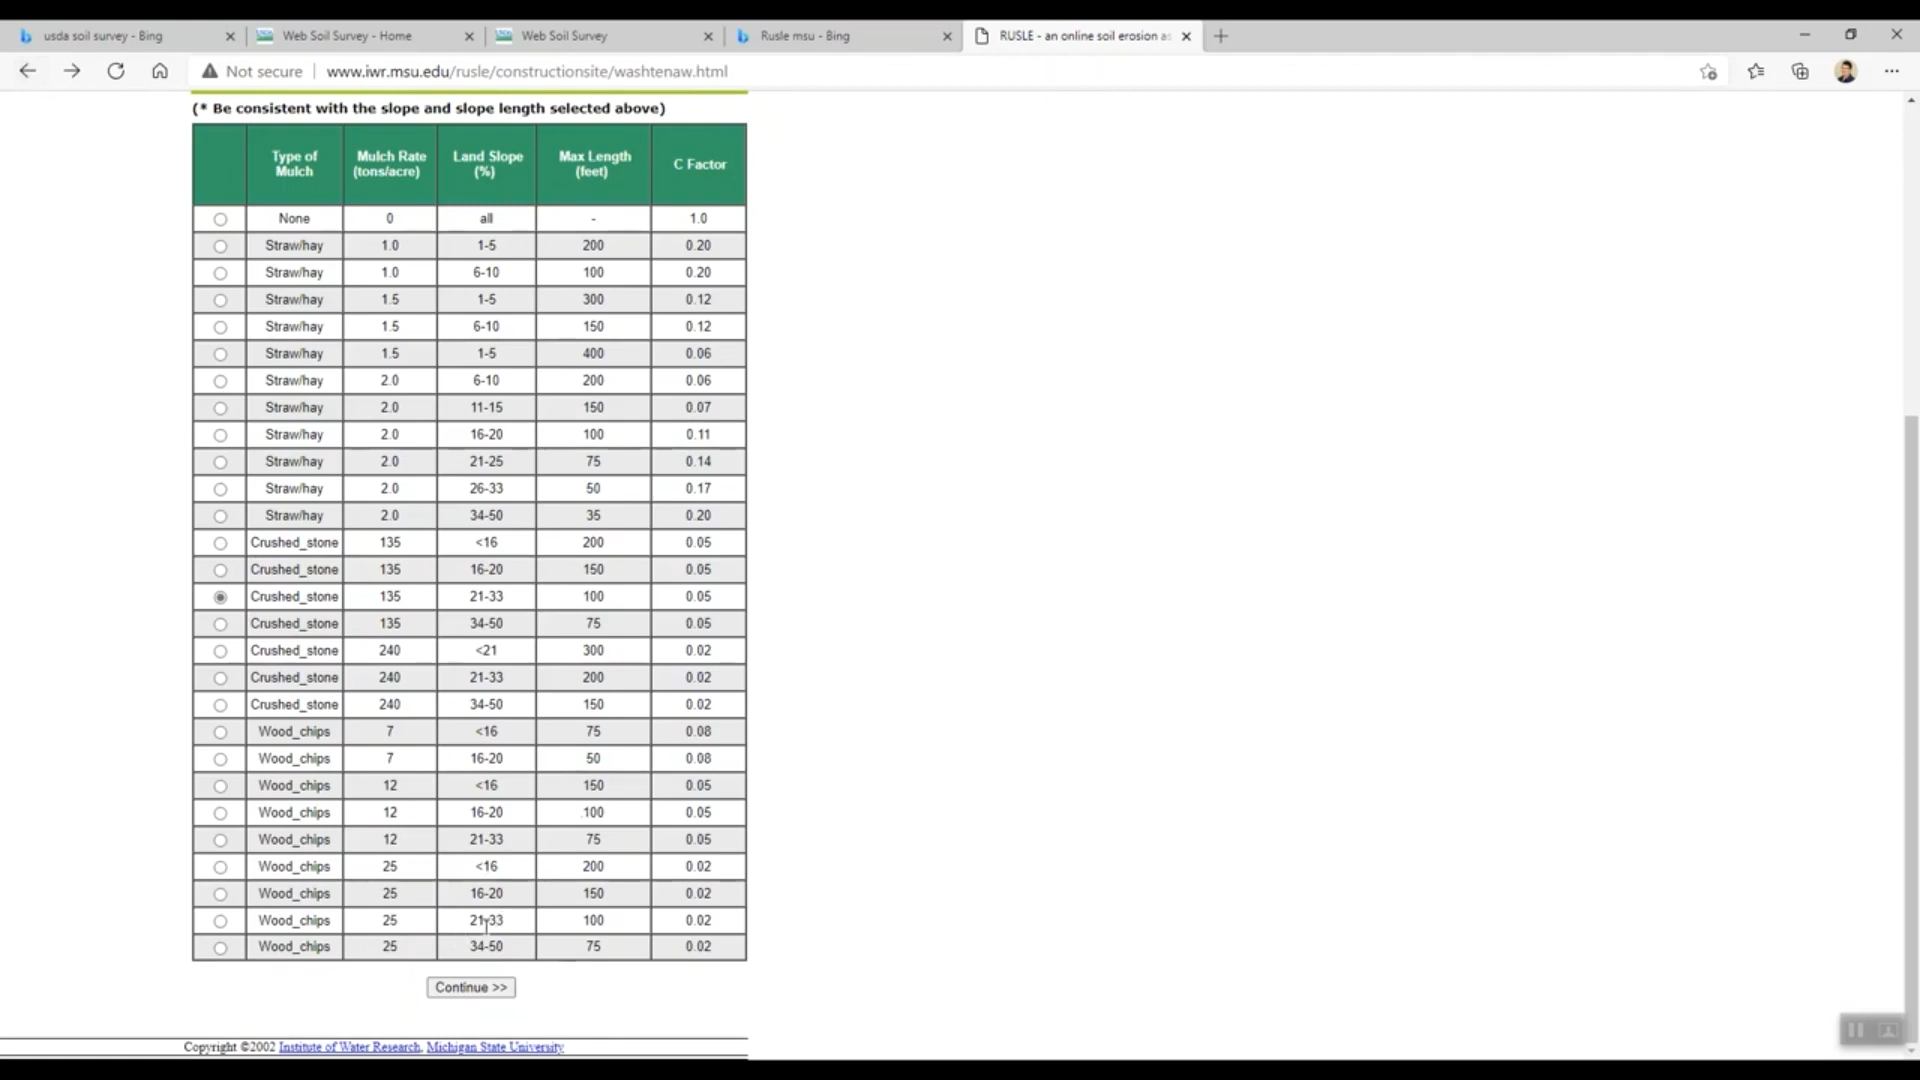 usda soil survey - Bing
Web Soil Survey - Home
Web Soil Survey
Rusle msu - Bing
RUSLE - an online soil erosion as
Not secure | www.iwr.msu.edu/rusle/constructionsite/washtenaw.html
(* Be consistent with the slope and slope length selected above)
Type of Mulch Mulch Rate (tons/acre) Land Slope (%) Max Length (feet) C Factor
None 0 all - 1.0
Straw/hay 1.0 1-5 200 0.20
Straw/hay 1.0 6-10 100 0.20
Straw/hay 1.5 1-5 300 0.12
Straw/hay 1.5 6-10 150 0.12
Straw/hay 1.5 1-5 400 0.06
Straw/hay 2.0 6-10 200 0.06
Straw/hay 2.0 11-15 150 0.07
Straw/hay 2.0 16-20 100 0.11
Straw/hay 2.0 21-25 75 0.14
Straw/hay 2.0 26-33 50 0.17
Straw/hay 2.0 34-50 35 0.20
Crushed_stone 135 <16 200 0.05
Crushed_stone 135 16-20 150 0.05
Crushed_stone 135 21-33 100 0.05
Crushed_stone 135 34-50 75 0.05
Crushed_stone 240 <21 300 0.02
Crushed_stone 240 21-33 200 0.02
Crushed_stone 240 34-50 150 0.02
Wood_chips 7 <16 75 0.08
Wood_chips 7 16-20 50 0.08
Wood_chips 12 <16 150 0.05
Wood_chips 12 16-20 .100 0.05
Wood_chips 12 21-33 75 0.05
Wood_chips 25 <16 200 0.02
Wood_chips 25 16-20 150 0.02
Wood_chips 25 21-33 100 0.02
Wood_chips 25 34-50 75 0.02
Continue >>
Copyright ©2002 Institute of Water Research, Michigan State University